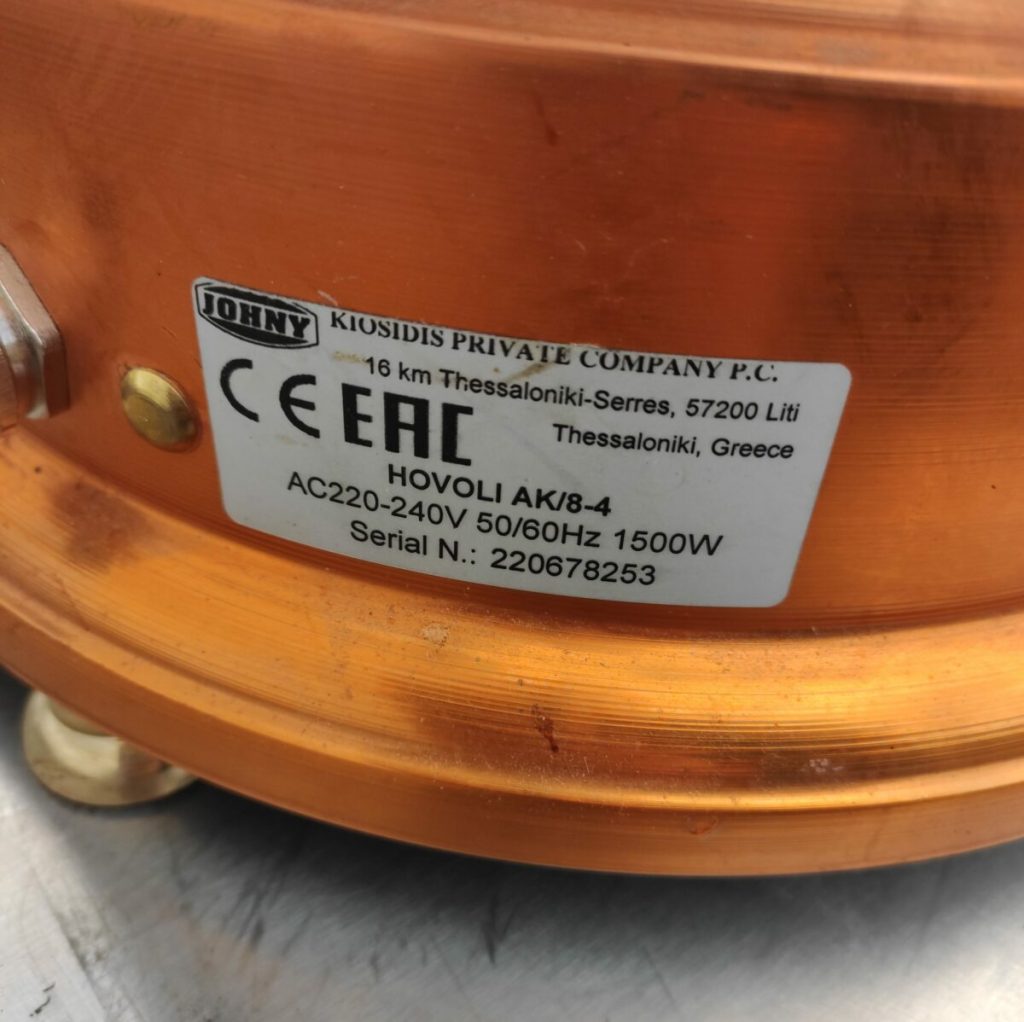 JOHNY KIOSIDIS PRIVATE COMPANY P.C.
16 km Thessaloniki-Serres, 57200 Liti
Thessaloniki, Greece
CE EAC
HOVOLI AK/8-4
AC220-240V 50/60Hz 1500W
Serial N.: 220678253